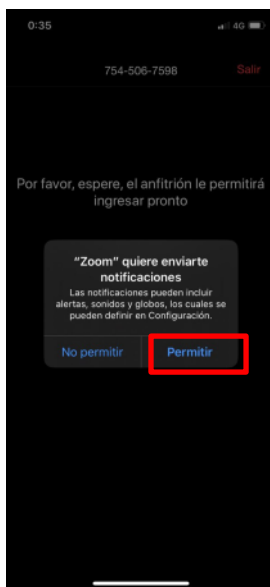 0:35
4G
754-506-7598
Salir
Por favor, espere, el anfitrión le permitirá
ingresar pronto
"Zoom" quiere enviarte
notificaciones
Las notificaciones pueden incluir
alertas, sonidos y globos, los cuales se
pueden definir en Configuración.
No permitir
Permitir